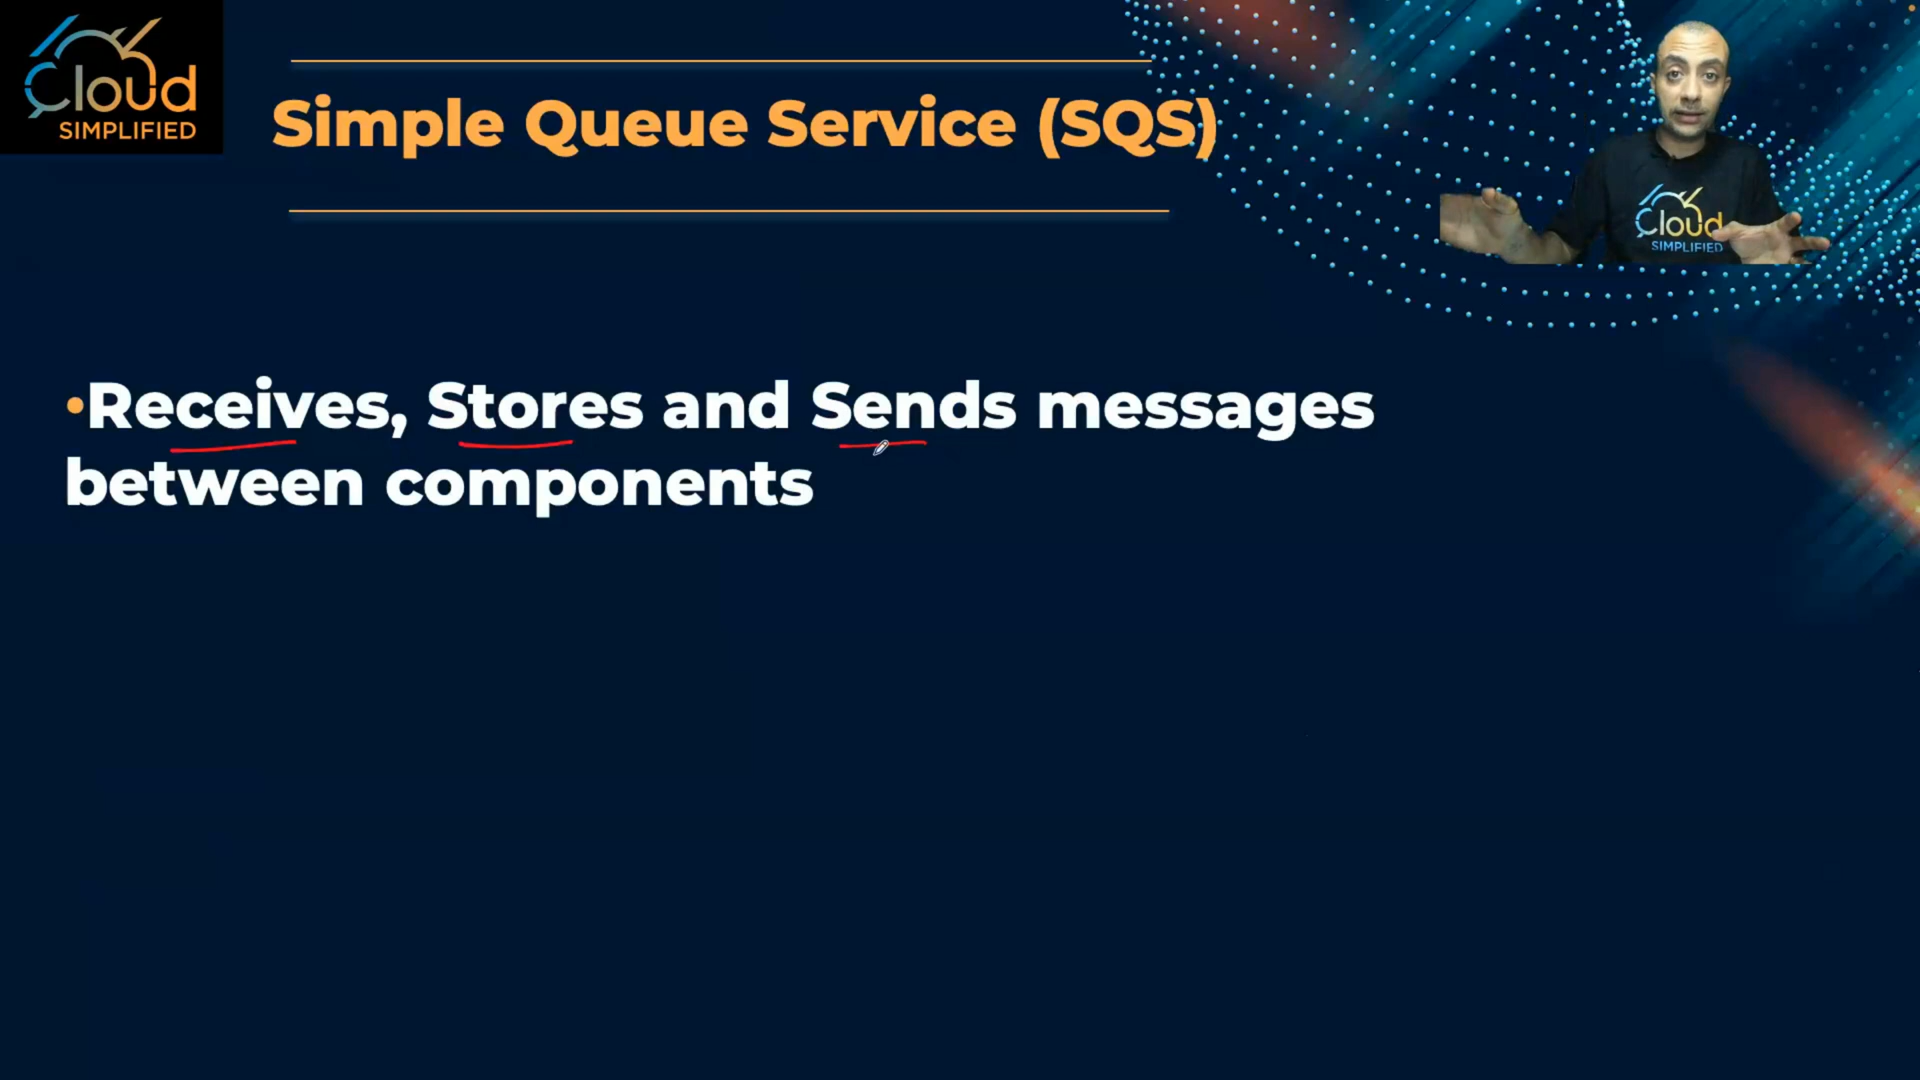 Cloud
SIMPLIFIED
Simple Queue Service (SQS)
Cloud
SIMPLIFIED
•Receives, Stores and Sends messages
between components